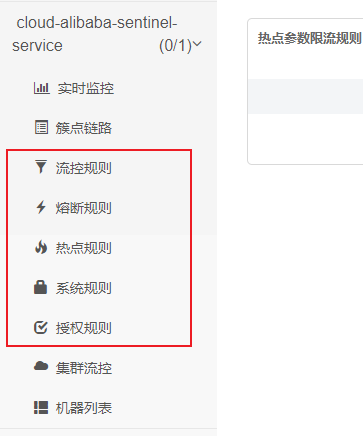 cloud-alibaba-sentinel-
service (0/1)
实时监控
簇点链路
流控规则
熔断规则
热点规则
系统规则
授权规则
集群流控
机器列表
热点参数限流规则